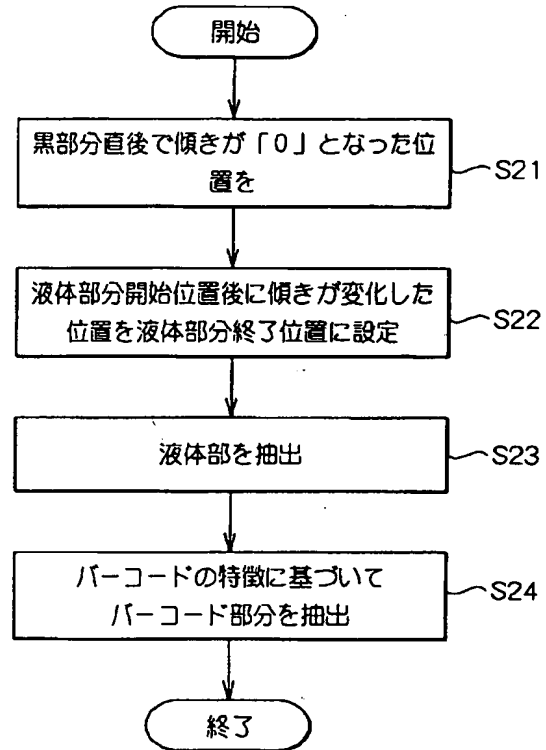 開始
黒部分直後で傾きが「0」となった位
置を
S21
液体部分開始位置後に傾きが変化した
位置を液体部分終了位置に設定
S22
液体部を抽出
S23
バーコードの特徴に基づいて
バーコード部分を抽出
S24
終了